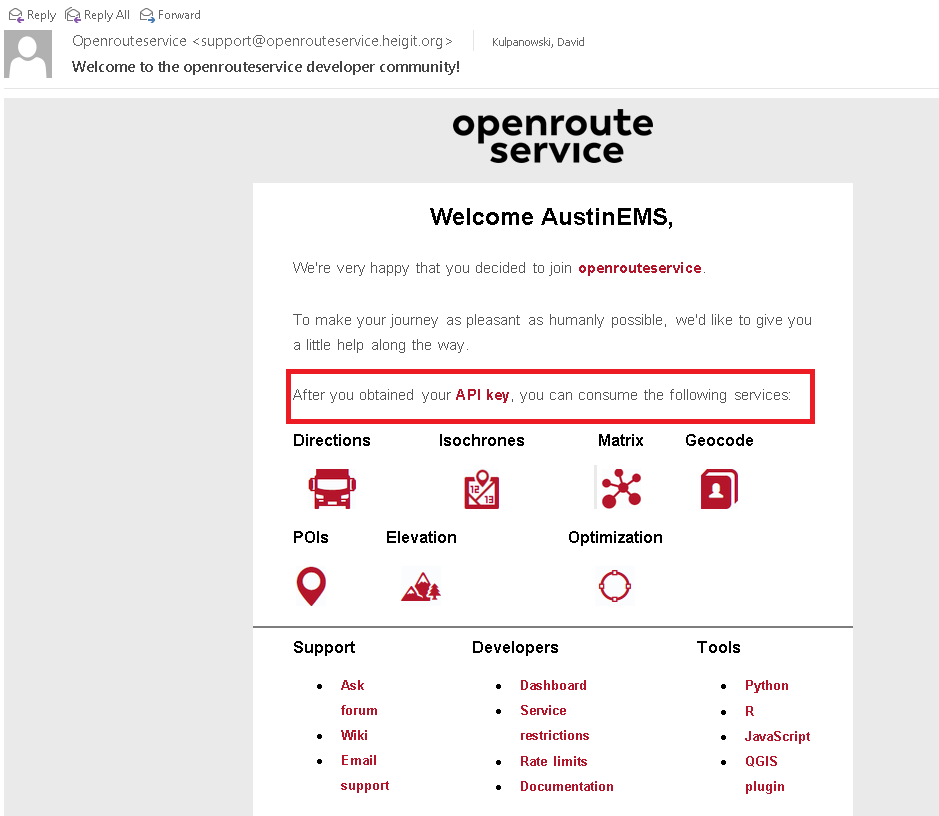 Reply Reply All Forward
Openrouteservice <support@openrouteservice.heigit.org> Kulpanowski, David
Welcome to the openrouteservice developer community!
openroute
service
Welcome AustinEMS,
We're very happy that you decided to join openrouteservice.
To make your journey as pleasant as humanly possible, we'd like to give you
a little help along the way.
After you obtained your API key, you can consume the following services:
Directions Isochrones Matrix Geocode
12
13
POIs Elevation Optimization
Support Developers Tools
• Ask • Dashboard • Python
forum • Service • R
• Wiki restrictions • JavaScript
• Email • Rate limits • QGIS
support • Documentation plugin